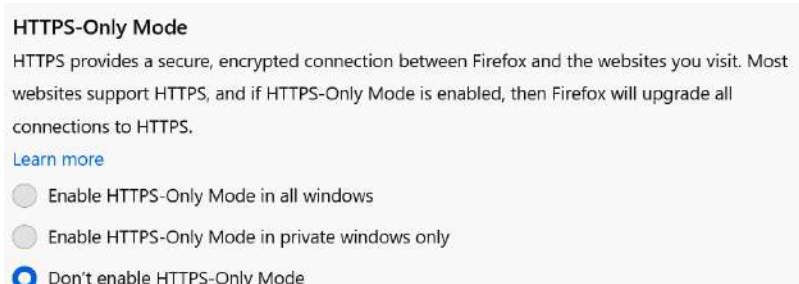 HTTPS-Only Mode
HTTPS provides a secure, encrypted connection between Firefox and the websites you visit. Most
websites support HTTPS, and if HTTPS-Only Mode is enabled, then Firefox will upgrade all
connections to HTTPS.
Learn more
Enable HTTPS-Only Mode in all windows
Enable HTTPS-Only Mode in private windows only
Don't enable HTTPS-Only Mode